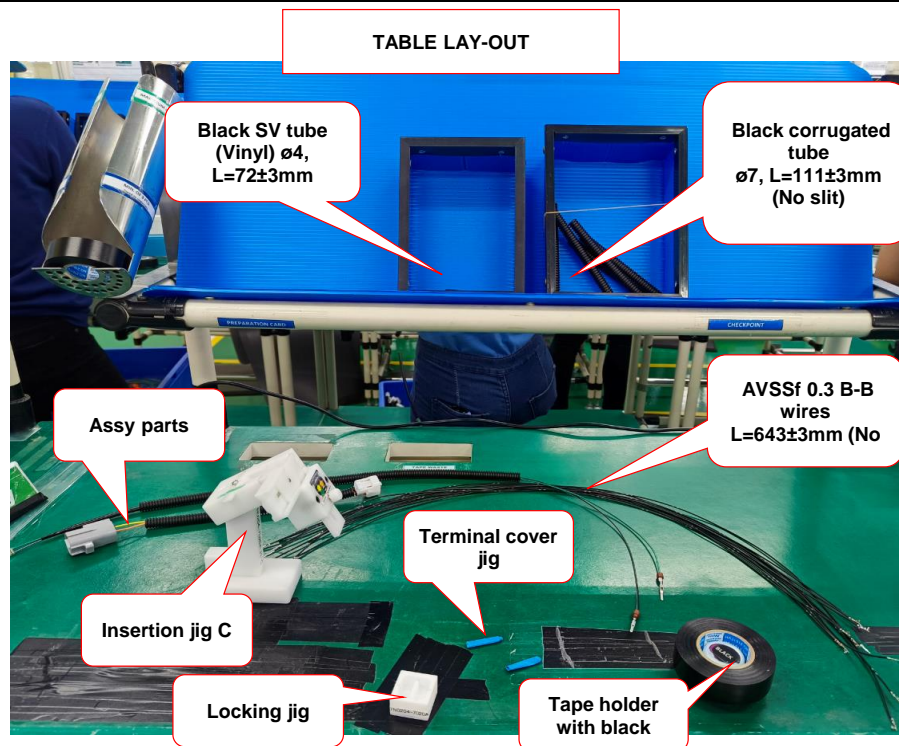 TABLE LAY-OUT
Black SV tube
(Vinyl) ø4,
L=72±3mm
Black corrugated
tube
ø7, L=111±3mm
(No slit)
PREPARATION CARD
CHECKPOINT
AVSSf 0.3 B-B
wires
L=643±3mm (No
Assy parts
TAPE WASTE
Terminal cover
jig
Insertion jig C
Locking jig
BLACK
Tape holder
with black